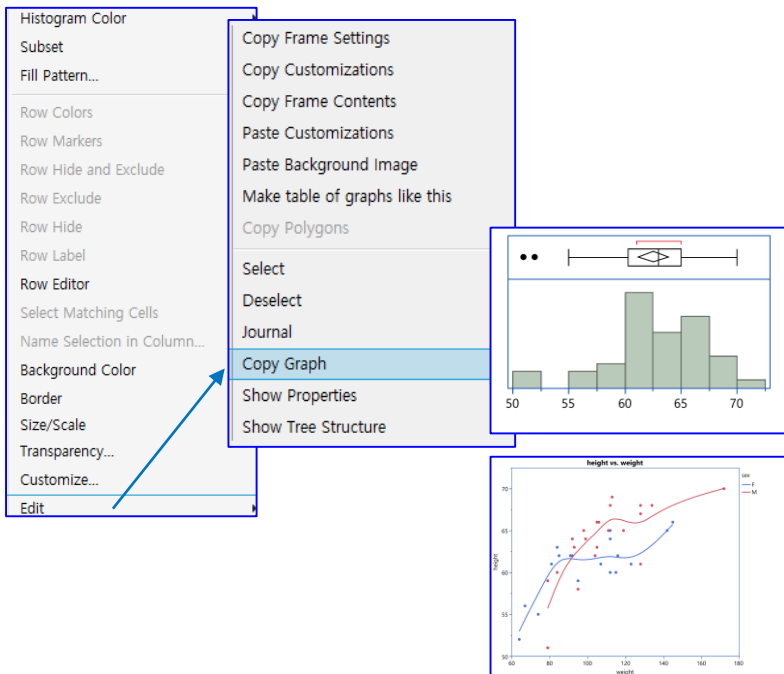 Histogram Color
Subset
Fill Pattern...
Row Colors
Row Markers
Row Hide and Exclude
Row Exclude
Row Hide
Row Label
Row Editor
Select Matching Cells
Name Selection in Column...
Background Color
Border
Size/Scale
Transparency...
Customize...
Edit
Copy Frame Settings
Copy Customizations
Copy Frame Contents
Paste Customizations
Paste Background Image
Make table of graphs like this
Copy Polygons
Select
Deselect
Journal
Copy Graph
Show Properties
Show Tree Structure
50 55 60 65 70
height vs. weight
sex
F
M
height
70
65
60
55
50
60 80 100 120 140 160 180
weight